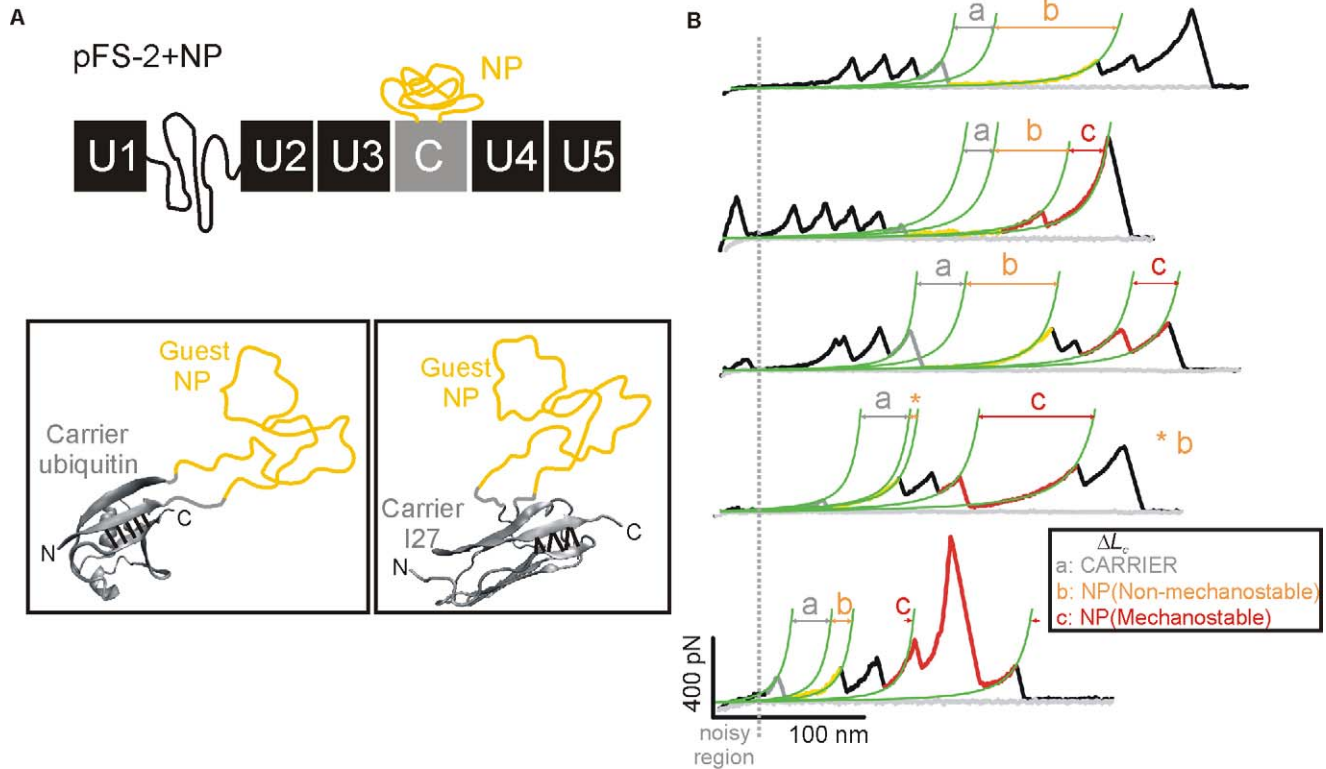 A
pFS-2+NP
NP
U1
U2
U3
C
U4
U5
Guest
NP
Carrier
ubiquitin
N
C
Guest
NP
Carrier
I27
N
C
B
a
b
a
b
c
a
b
c
a
*
c
* b
ΔLc
a: CARRIER
b: NP(Non-mechanostable)
c: NP(Mechanostable)
a
b
c
400 pN
100 nm
noisy
region